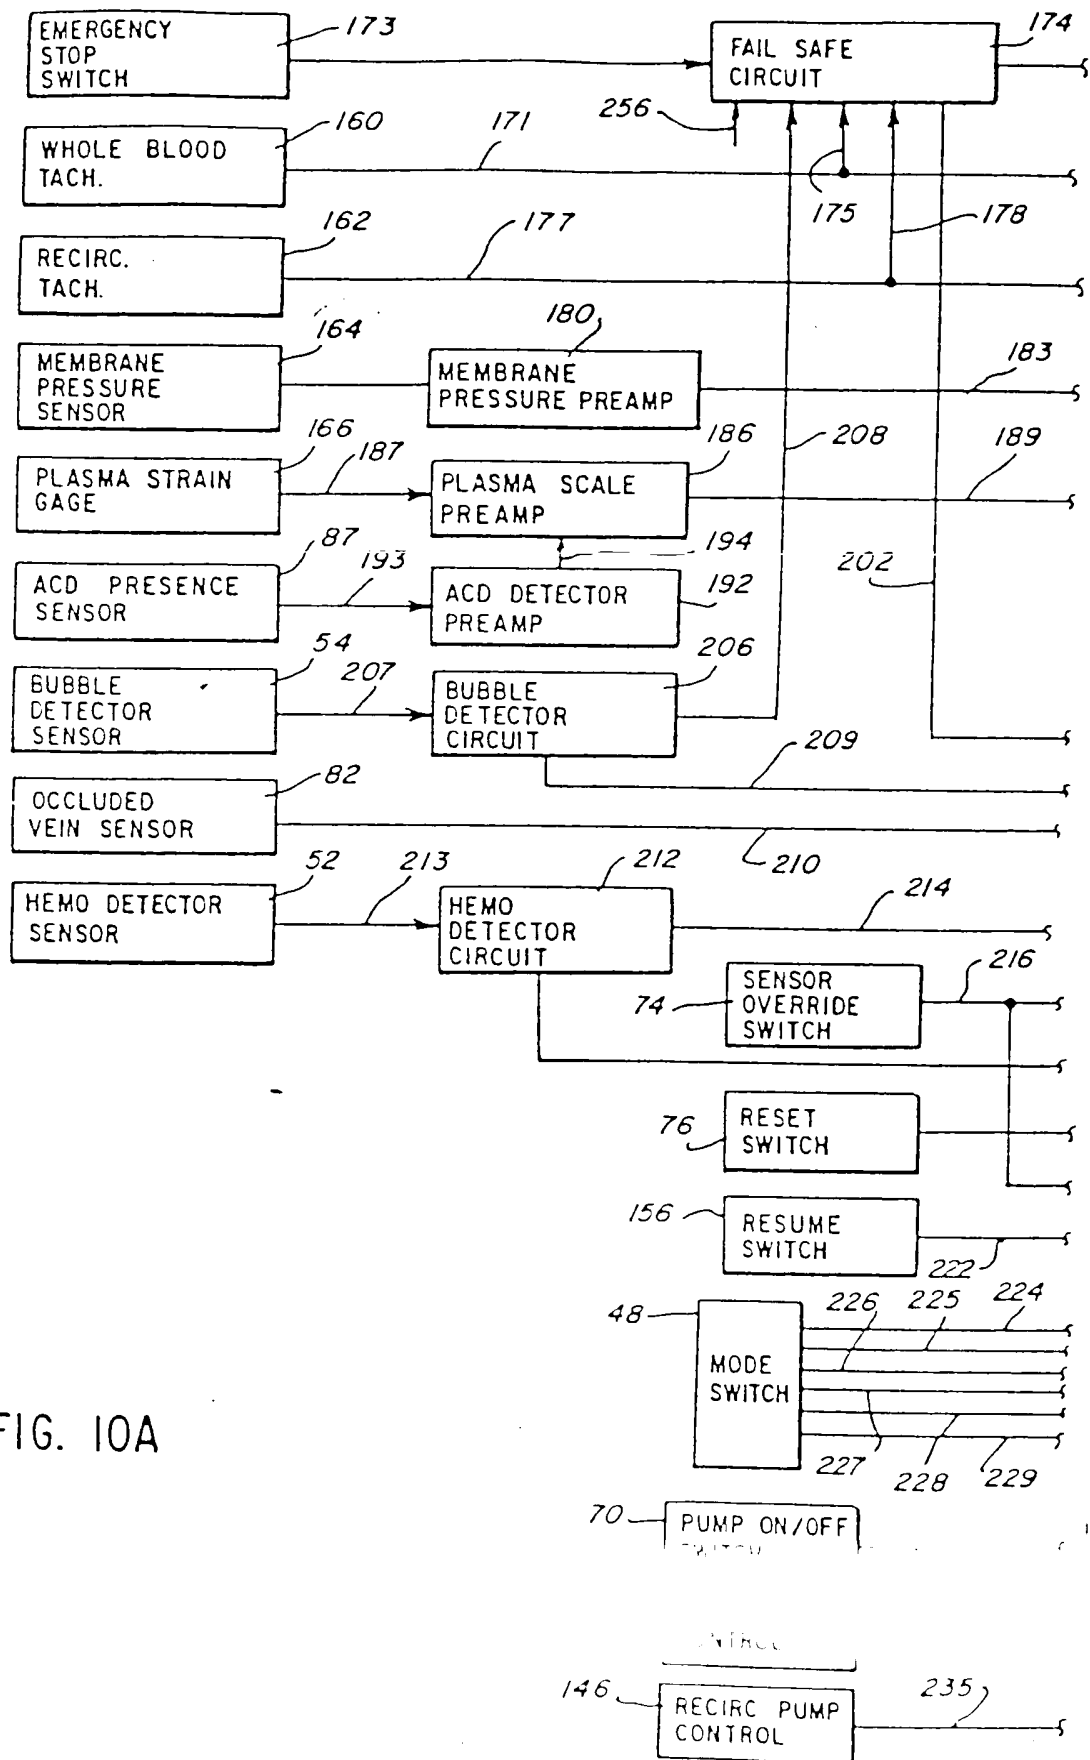 EMERGENCY
STOP
SWITCH
173
FAIL SAFE
CIRCUIT
174
256
WHOLE BLOOD
TACH.
160
171
175
178
RECIRC.
TACH.
162
177
MEMBRANE
PRESSURE
SENSOR
164
180
MEMBRANE
PRESSURE PREAMP
183
PLASMA STRAIN
GAGE
166
187
PLASMA SCALE
PREAMP
186
208
189
ACD PRESENCE
SENSOR
87
193
194
ACD DETECTOR
PREAMP
192
202
BUBBLE
DETECTOR
SENSOR
54
207
BUBBLE
DETECTOR
CIRCUIT
206
209
OCCLUDED
VEIN SENSOR
82
210
HEMO DETECTOR
SENSOR
52
213
HEMO
DETECTOR
CIRCUIT
212
214
74
SENSOR
OVERRIDE
SWITCH
216
76
RESET
SWITCH
156
RESUME
SWITCH
222
48
MODE
SWITCH
226
225
224
227
228
229
FIG. 10A
70
PUMP ON/OFF
146
RECIRC PUMP
CONTROL
235